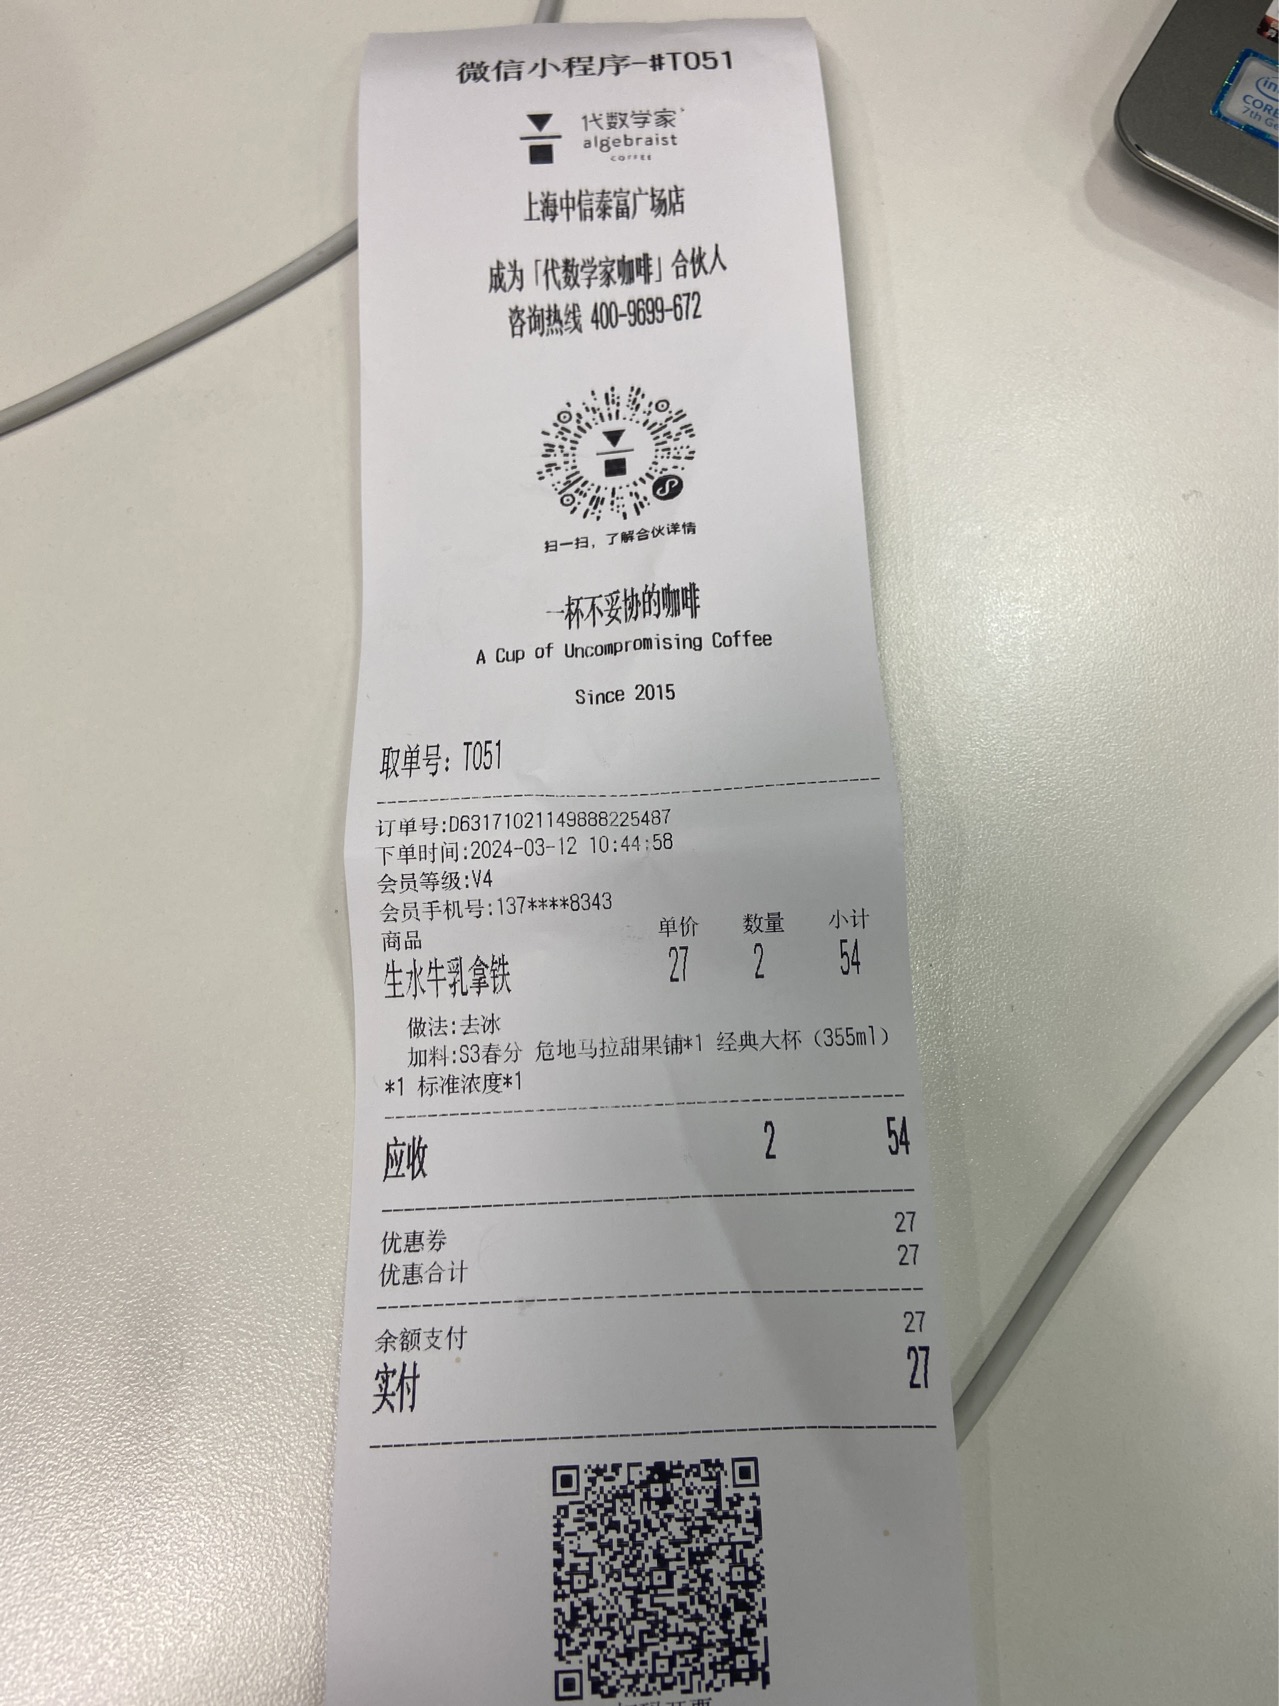 微信小程序-#T051
代数学家
algebraist
COFFEE
上海中信泰富广场店
成为「代数学家咖啡」合伙人
咨询热线 400-9699-672
扫一扫，了解合伙详情
一杯不妥协的咖啡
A Cup of Uncompromising Coffee
Since 2015
取单号: T051
订单号:D63171021149888225487
下单时间:2024-03-12 10:44:58
会员等级:V4
会员手机号:137****8343
商品 单价 数量 小计
生水牛乳拿铁 27 2 54
做法:去冰
加料:S3春分 危地马拉甜果铺*1 经典大杯（355ml）
*1 标准浓度*1
应收 2 54
优惠券 27
优惠合计 27
余额支付 27
实付 27
CORE
7th